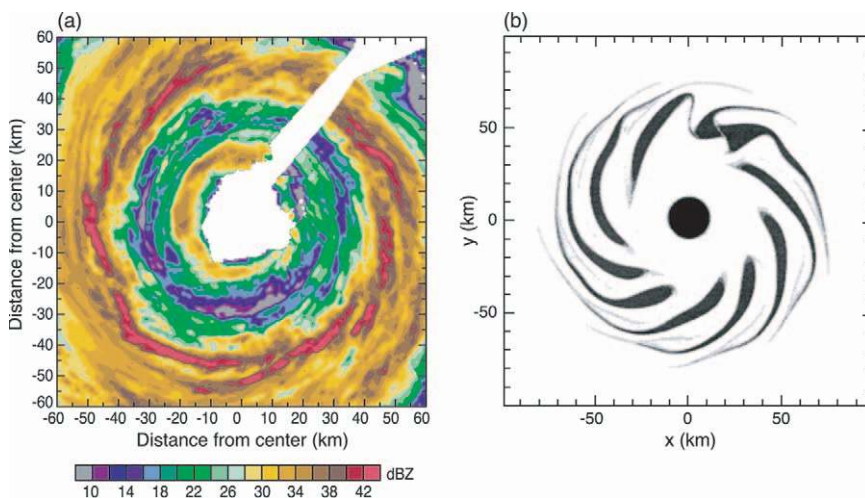 (a)
60
50
40
30
20
10
0
-10
-20
-30
-40
-50
-60
Distance from center (km)
-60 -50 -40 -30 -20 -10 0 10 20 30 40 50 60
Distance from center (km)
dBZ
10 14 18 22 26 30 34 38 42
(b)
50
0
-50
y (km)
-50 0 50
x (km)